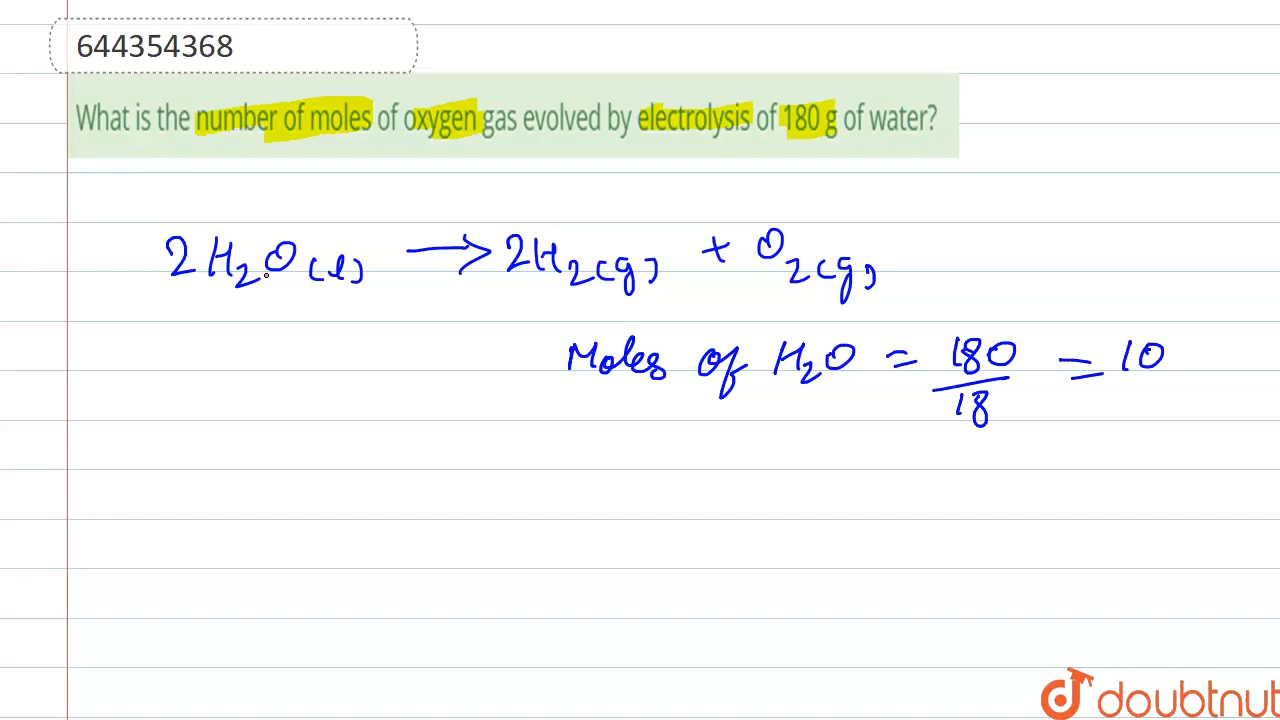 644354368
What is the number of moles of oxygen gas evolved by electrolysis of 180 g of water?
2H₂O(l) → 2H₂(g) + O₂(g)
Moles of H₂O = 180/18 = 10
doubtnut